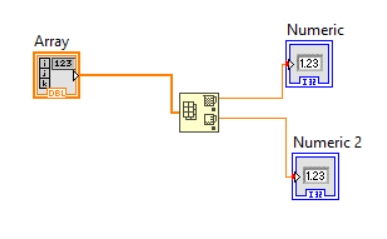 Array
i 123
j
k
DBL
Numeric
1.23
I32
Numeric 2
1.23
I32